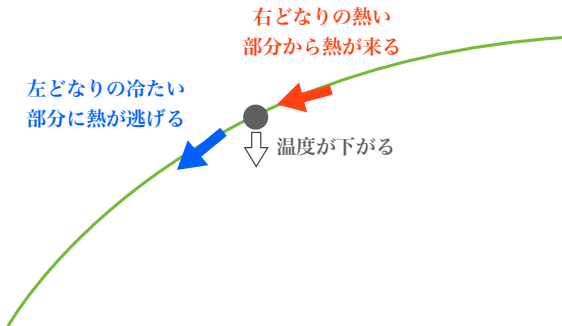 右どなりの熱い
部分から熱が来る
左どなりの冷たい
部分に熱が逃げる
温度が下がる